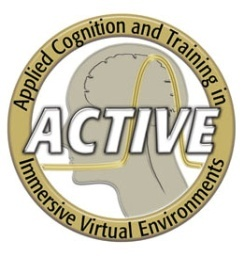 Applied Cognition and Training in
ACTIVE
Immersive Virtual Environments